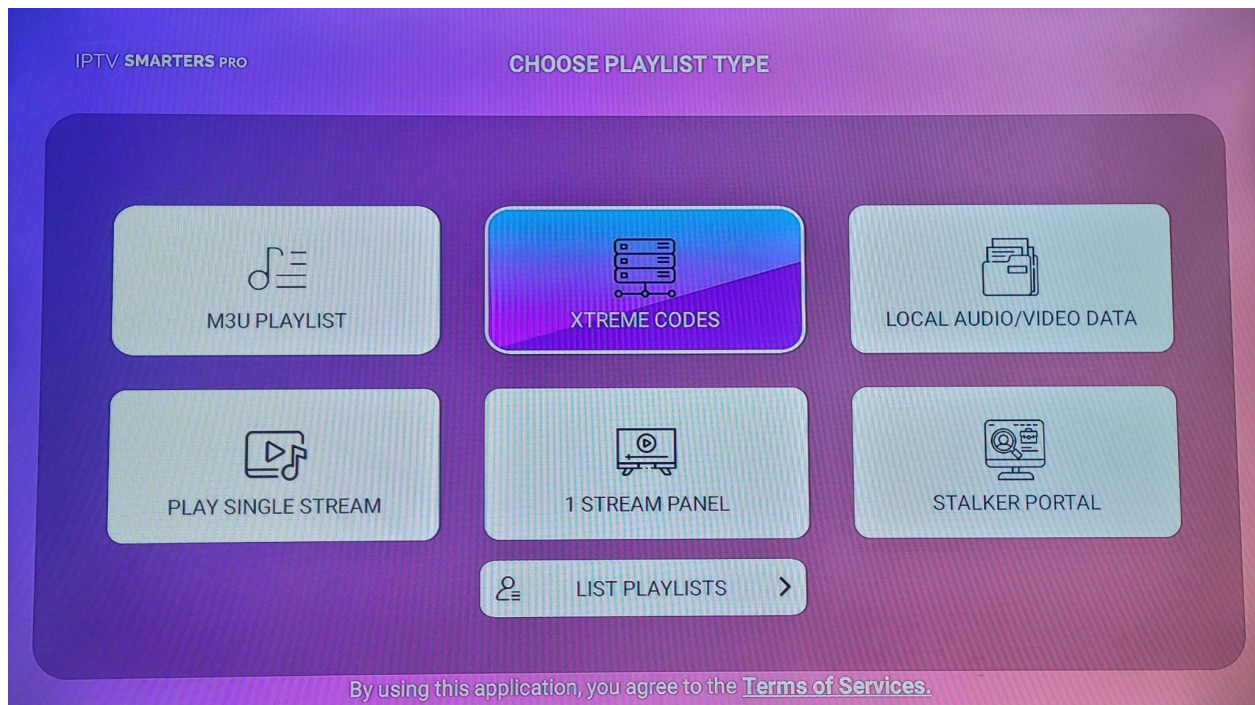 IPTV SMARTERS PRO
CHOOSE PLAYLIST TYPE
M3U PLAYLIST
XTREME CODES
LOCAL AUDIO/VIDEO DATA
PLAY SINGLE STREAM
1 STREAM PANEL
STALKER PORTAL
LIST PLAYLISTS
By using this application, you agree to the Terms of Services.